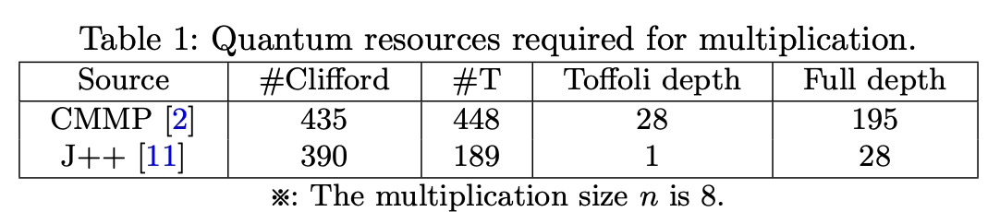 Table 1: Quantum resources required for multiplication.
Source #Clifford #T Toffoli depth Full depth
CMMP [2] 435 448 28 195
J++ [11] 390 189 1 28
※: The multiplication size n is 8.